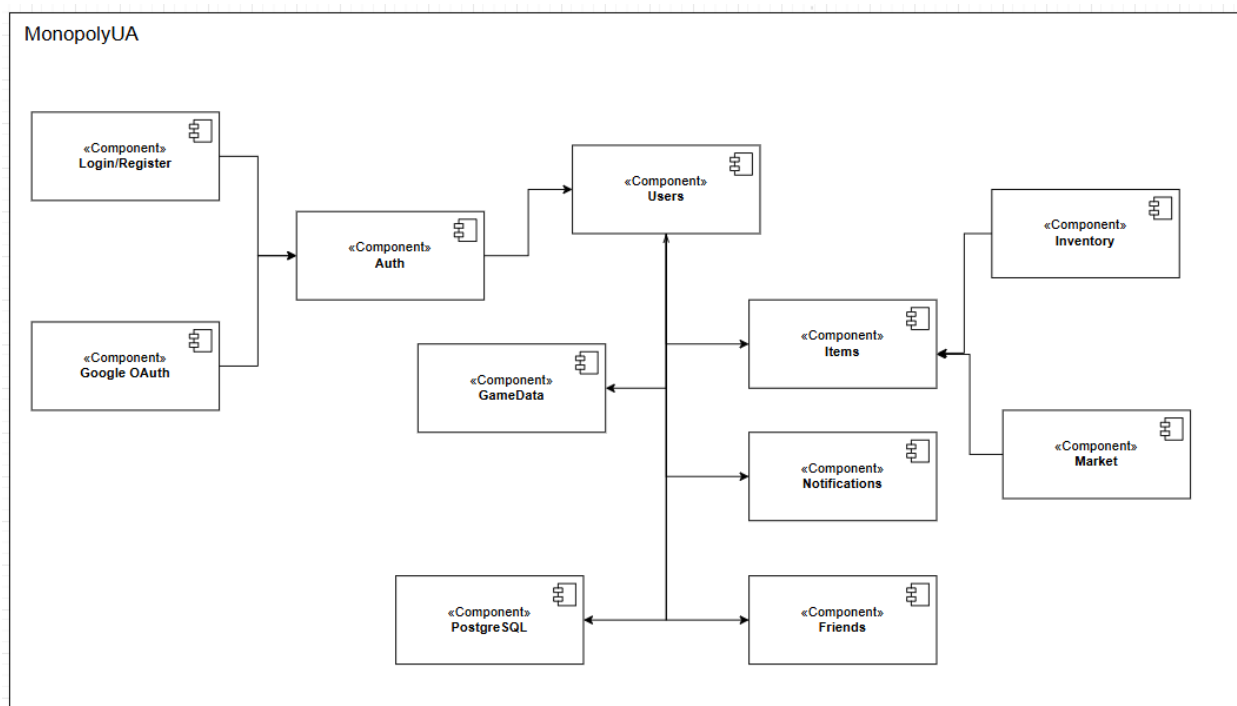 MonopolyUA
«Component»
Login/Register
«Component»
Users
«Component»
Inventory
«Component»
Auth
«Component»
Items
«Component»
Google OAuth
«Component»
GameData
«Component»
Market
«Component»
Notifications
«Component»
PostgreSQL
«Component»
Friends